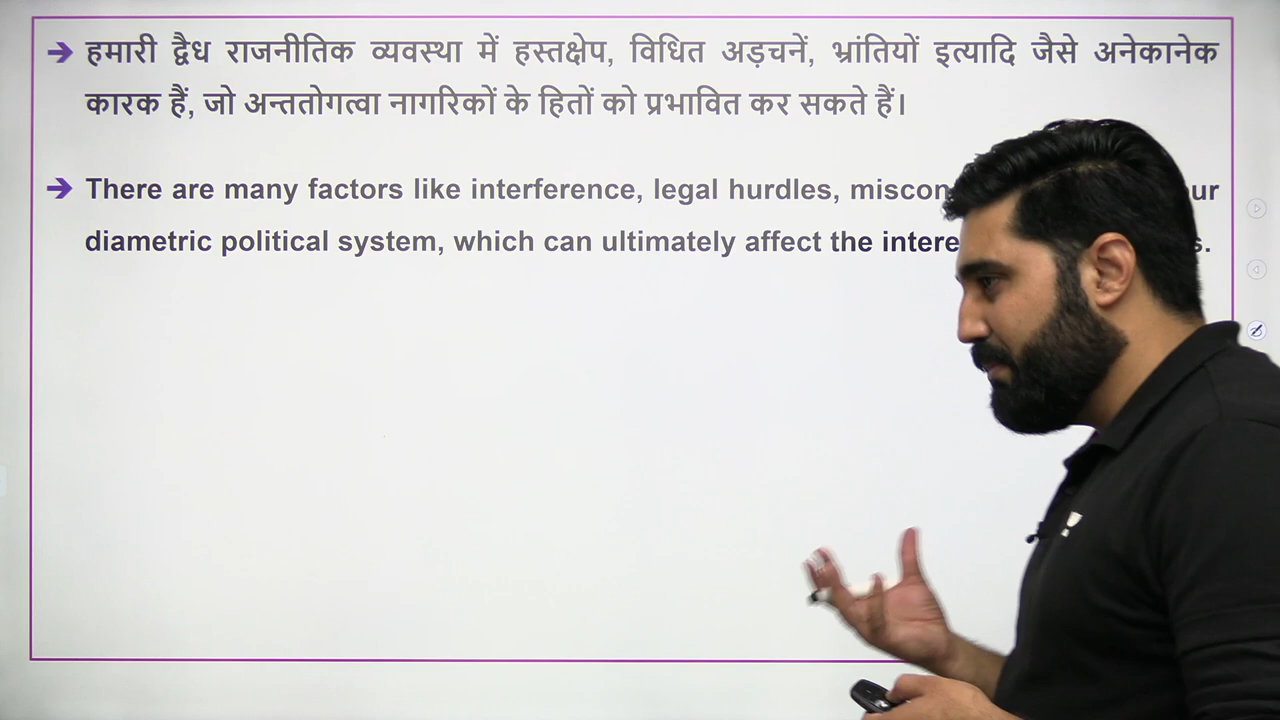 हमारी द्वैध राजनीतिक व्यवस्था में हस्तक्षेप, विधित अड़चनें, भ्रांतियों इत्यादि जैसे अनेकानेक
कारक हैं, जो अन्ततोगत्वा नागरिकों के हितों को प्रभावित कर सकते हैं।
There are many factors like interference, legal hurdles,
diametric political system, which can ultimately affect the